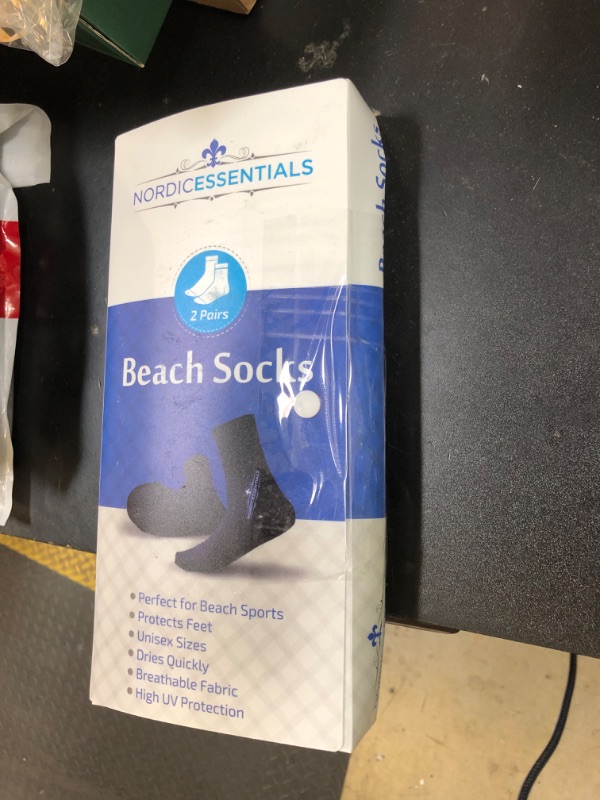 NORDICESSENTIALS
2 Pairs
Beach Socks
Perfect for Beach Sports
Protects Feet
Unisex Sizes
Dries Quickly
Breathable Fabric
High UV Protection
Beach Socks